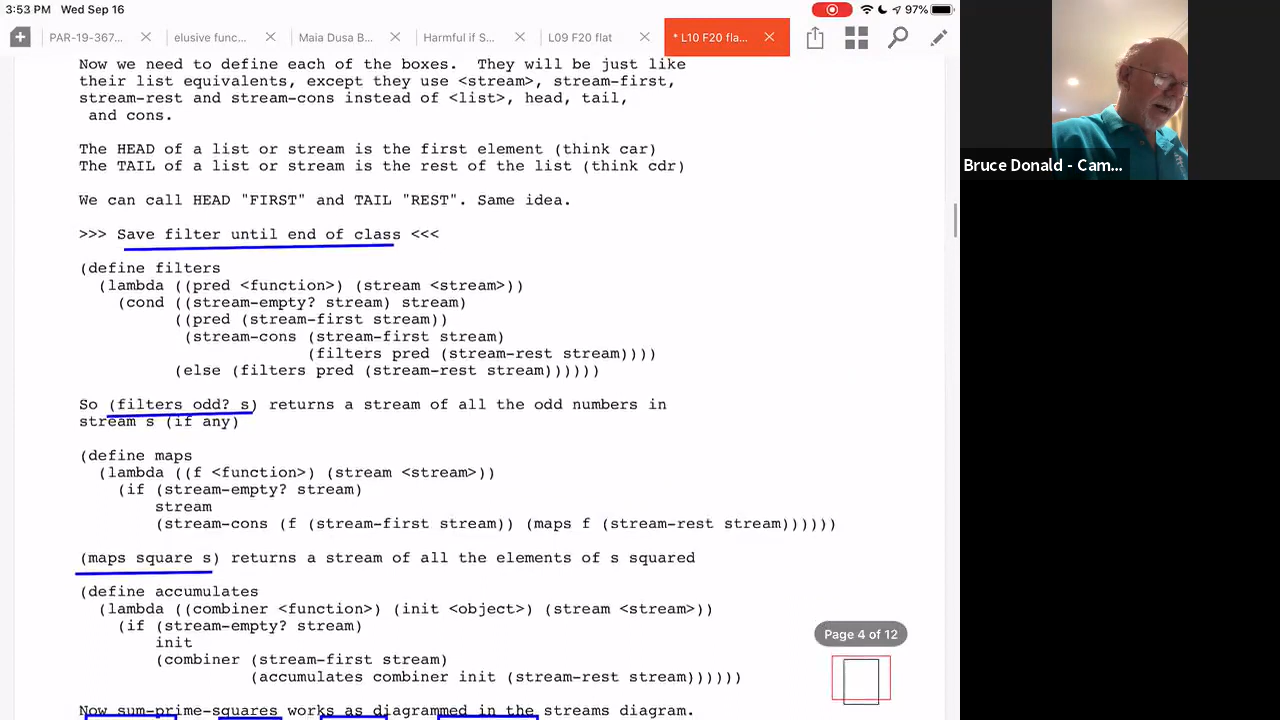 3:53 PM Wed Sep 16 97%
PAR-19-367... elusive func... Maia Dusa B... Harmful if S... L09 F20 flat * L10 F20 fla...
Now we need to define each of the boxes.  They will be just like
their list equivalents, except they use <stream>, stream-first,
stream-rest and stream-cons instead of <list>, head, tail,
and cons.
The HEAD of a list or stream is the first element (think car)
The TAIL of a list or stream is the rest of the list (think cdr)
We can call HEAD "FIRST" and TAIL "REST". Same idea.
>>> Save filter until end of class <<<
(define filters
(lambda ((pred <function>) (stream <stream>))
(cond ((stream-empty? stream) stream)
((pred (stream-first stream))
(stream-cons (stream-first stream)
(filters pred (stream-rest stream))))
(else (filters pred (stream-rest stream))))))
So (filters odd? s) returns a stream of all the odd numbers in
stream s (if any)
(define maps
(lambda ((f <function>) (stream <stream>))
(if (stream-empty? stream)
stream
(stream-cons (f (stream-first stream)) (maps f (stream-rest stream))))))
(maps square s) returns a stream of all the elements of s squared
(define accumulates
(lambda ((combiner <function>) (init <object>) (stream <stream>))
(if (stream-empty? stream)
init
(combiner (stream-first stream)
(accumulates combiner init (stream-rest stream))))))
Now sum-prime-squares works as diagrammed in the streams diagram.
Page 4 of 12
Bruce Donald - Cam...